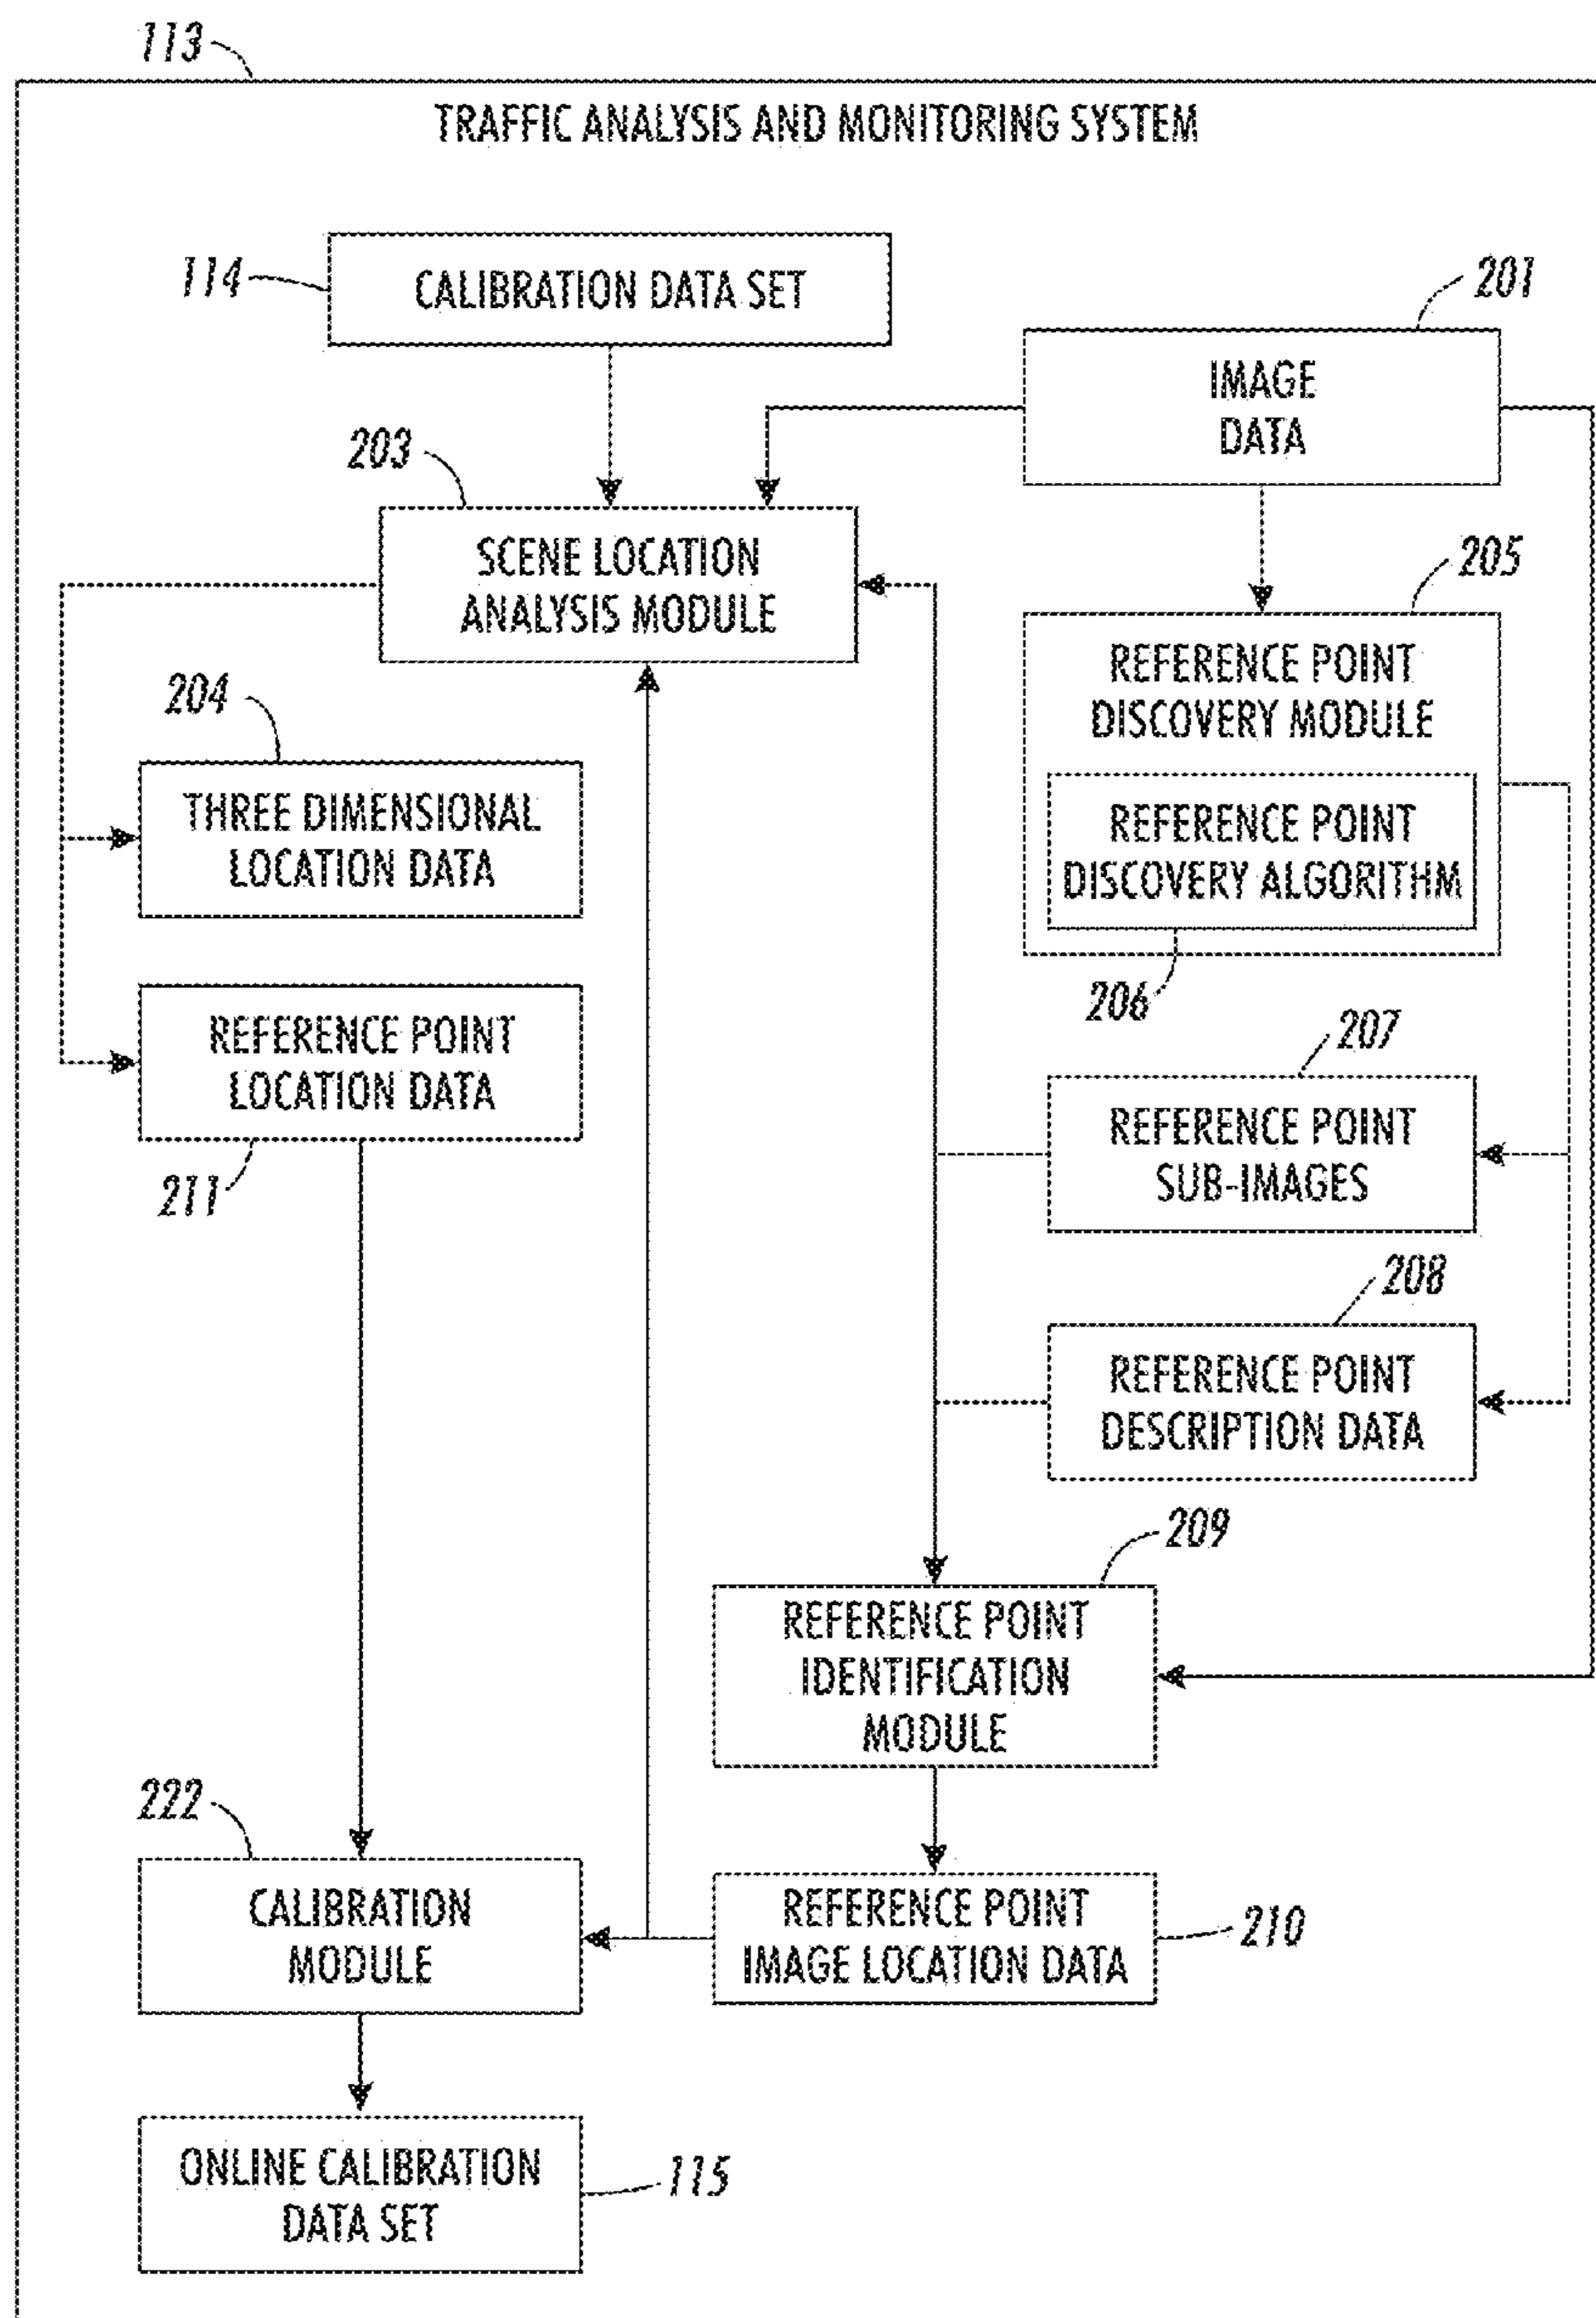 113
TRAFFIC ANALYSIS AND MONITORING SYSTEM
114
CALIBRATION DATA SET
201
IMAGE
DATA
203
SCENE LOCATION
ANALYSIS MODULE
205
REFERENCE POINT
DISCOVERY MODULE
204
THREE DIMENSIONAL
LOCATION DATA
REFERENCE POINT
DISCOVERY ALGORITHM
206
REFERENCE POINT
LOCATION DATA
211
207
REFERENCE POINT
SUB-IMAGES
208
REFERENCE POINT
DESCRIPTION DATA
209
REFERENCE POINT
IDENTIFICATION
MODULE
222
CALIBRATION
MODULE
REFERENCE POINT
IMAGE LOCATION DATA
210
ONLINE CALIBRATION
DATA SET
115